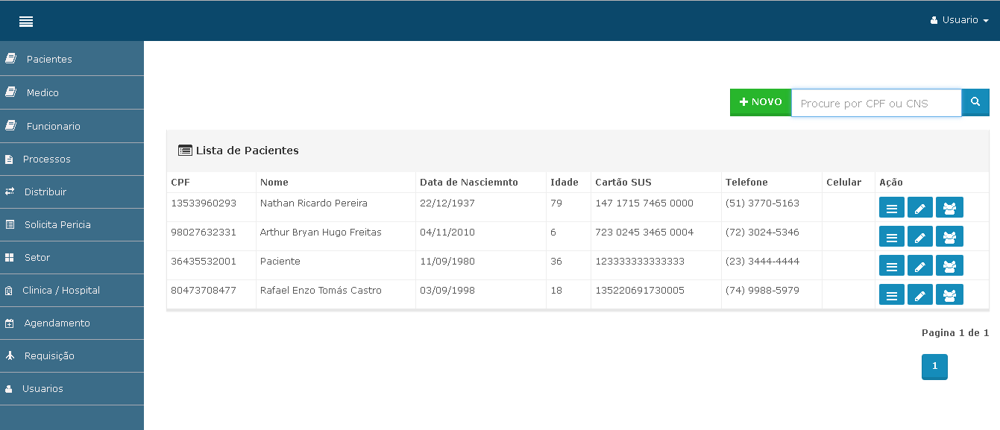 Usuario
Pacientes
Medico
Funcionario
Processos
Distribuir
Solicita Pericia
Setor
Clinica / Hospital
Agendamento
Requisição
Usuarios
NOVO Procure por CPF ou CNS
Lista de Pacientes
CPF Nome Data de Nasciemnto Idade Cartão SUS Telefone Celular Ação
13533960293 Nathan Ricardo Pereira 22/12/1937 79 147 1715 7465 0000 (51) 3770-5163
98027632331 Arthur Bryan Hugo Freitas 04/11/2010 6 723 0245 3465 0004 (72) 3024-5346
36435532001 Paciente 11/09/1980 36 123333333333333 (23) 3444-4444
80473708477 Rafael Enzo Tomás Castro 03/09/1998 18 135220691730005 (74) 9988-5979
Pagina 1 de 1
1